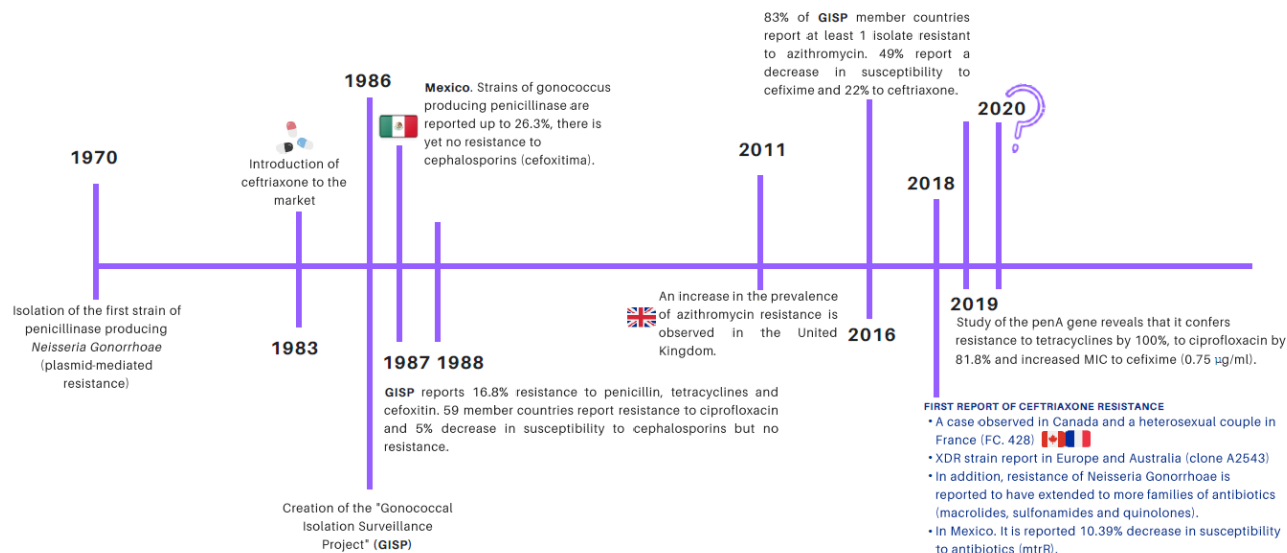 1970
Isolation of the first strain of
penicillinase producing
Neisseria Gonorrhoae
(plasmid-mediated
resistance)
Introduction of
ceftriaxone to the
market
1983
1986
Creation of the "Gonococcal
Isolation Surveillance
Project" (GISP)
Mexico. Strains of gonococcus
producing penicillinase are
reported up to 26.3%, there is
yet no resistance to
cephalosporins (cefoxitima).
1987
1988
GISP reports 16.8% resistance to penicillin, tetracyclines and
cefoxitin. 59 member countries report resistance to ciprofloxacin
and 5% decrease in susceptibility to cephalosporins but no
resistance.
2011
An increase in the prevalence
of azithromycin resistance is
observed in the United
Kingdom.
83% of GISP member countries
report at least 1 isolate resistant
to azithromycin. 49% report a
decrease in susceptibility to
cefixime and 22% to ceftriaxone.
2016
2018
FIRST REPORT OF CEFTRIAXONE RESISTANCE
• A case observed in Canada and a heterosexual couple in
France (FC. 428)
• XDR strain report in Europe and Australia (clone A2543)
• In addition, resistance of Neisseria Gonorrhoae is
reported to have extended to more families of antibiotics
(macrolides, sulfonamides and quinolones).
• In Mexico. It is reported 10.39% decrease in susceptibility
to antibiotics (mtrR).
2019
Study of the penA gene reveals that it confers
resistance to tetracyclines by 100%, to ciprofloxacin by
81.8% and increased MIC to cefixime (0.75 µg/ml).
2020
?